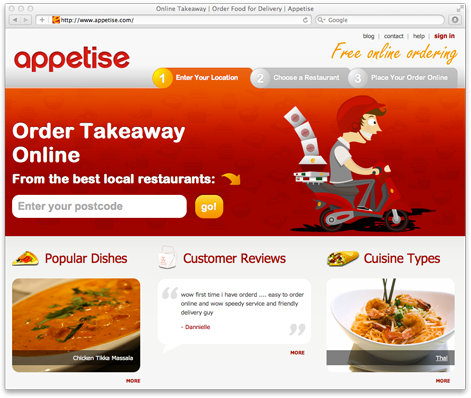 Online Takeaway | Order Food for Delivery | Appetise
http://www.appetise.com/
Google
blog | contact | help | sign in
appetise
Free online ordering
1 Enter Your Location
2 Choose a Restaurant
3 Place Your Order Online
Order Takeaway
Online
From the best local restaurants:
Enter your postcode
go!
Popular Dishes
Customer Reviews
Cuisine Types
wow first time i have orderd .... easy to order
online and wow speedy service and friendly
delivery guy
- Dannielle
Chicken Tikka Massala
Thai
MORE
MORE
MORE